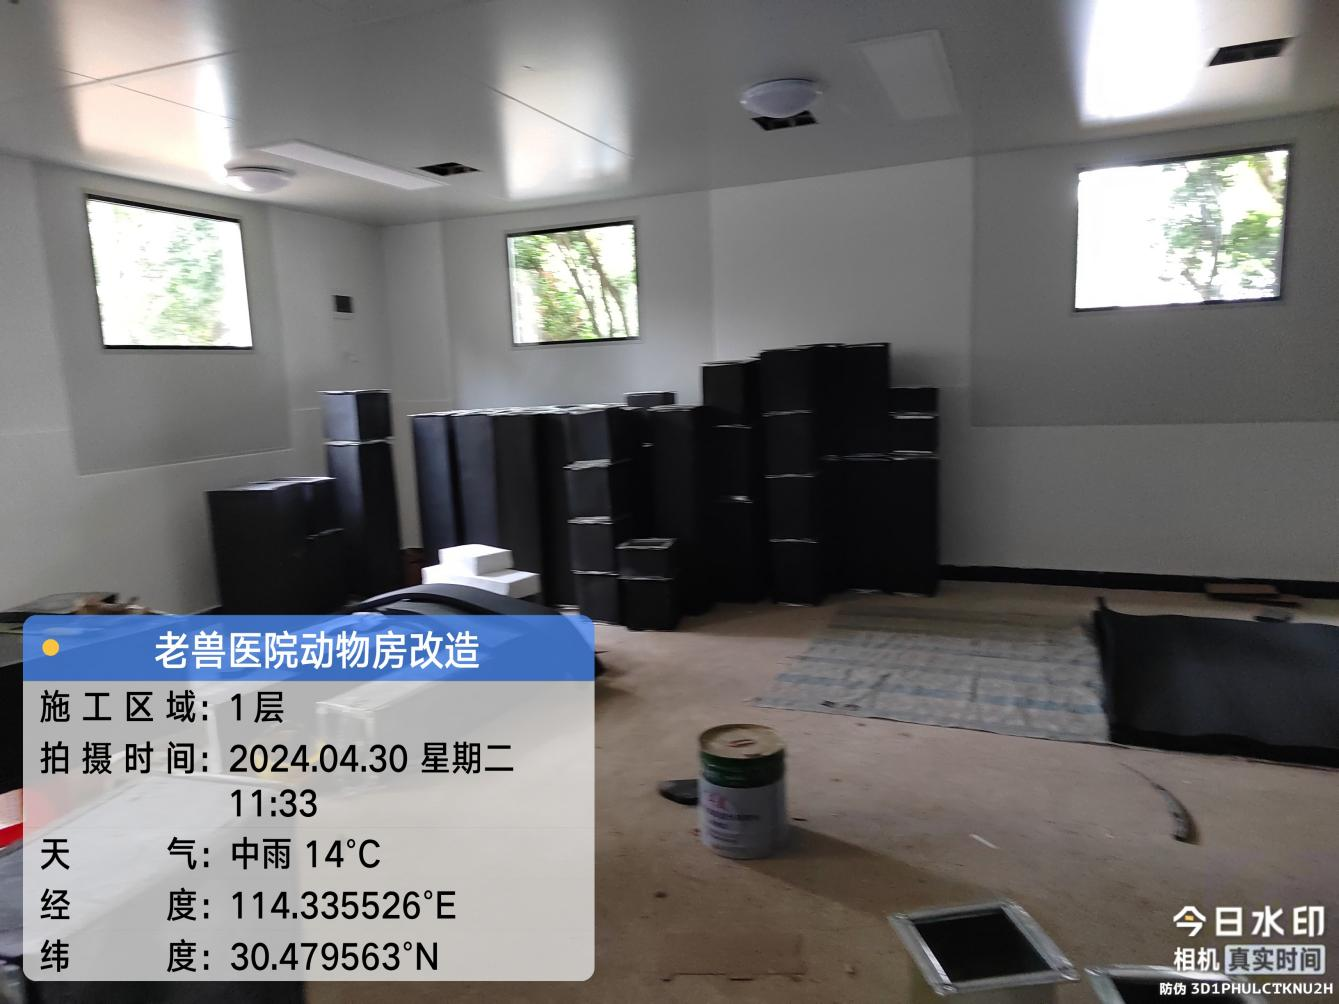 老兽医院动物房改造
施工区域：1层
拍摄时间：2024.04.30 星期二
11:33
天气：中雨 14℃
经度：114.335526°E
纬度：30.479563°N
今日水印
相机 真实时间
防伪 3D1PHULCTKNU2H